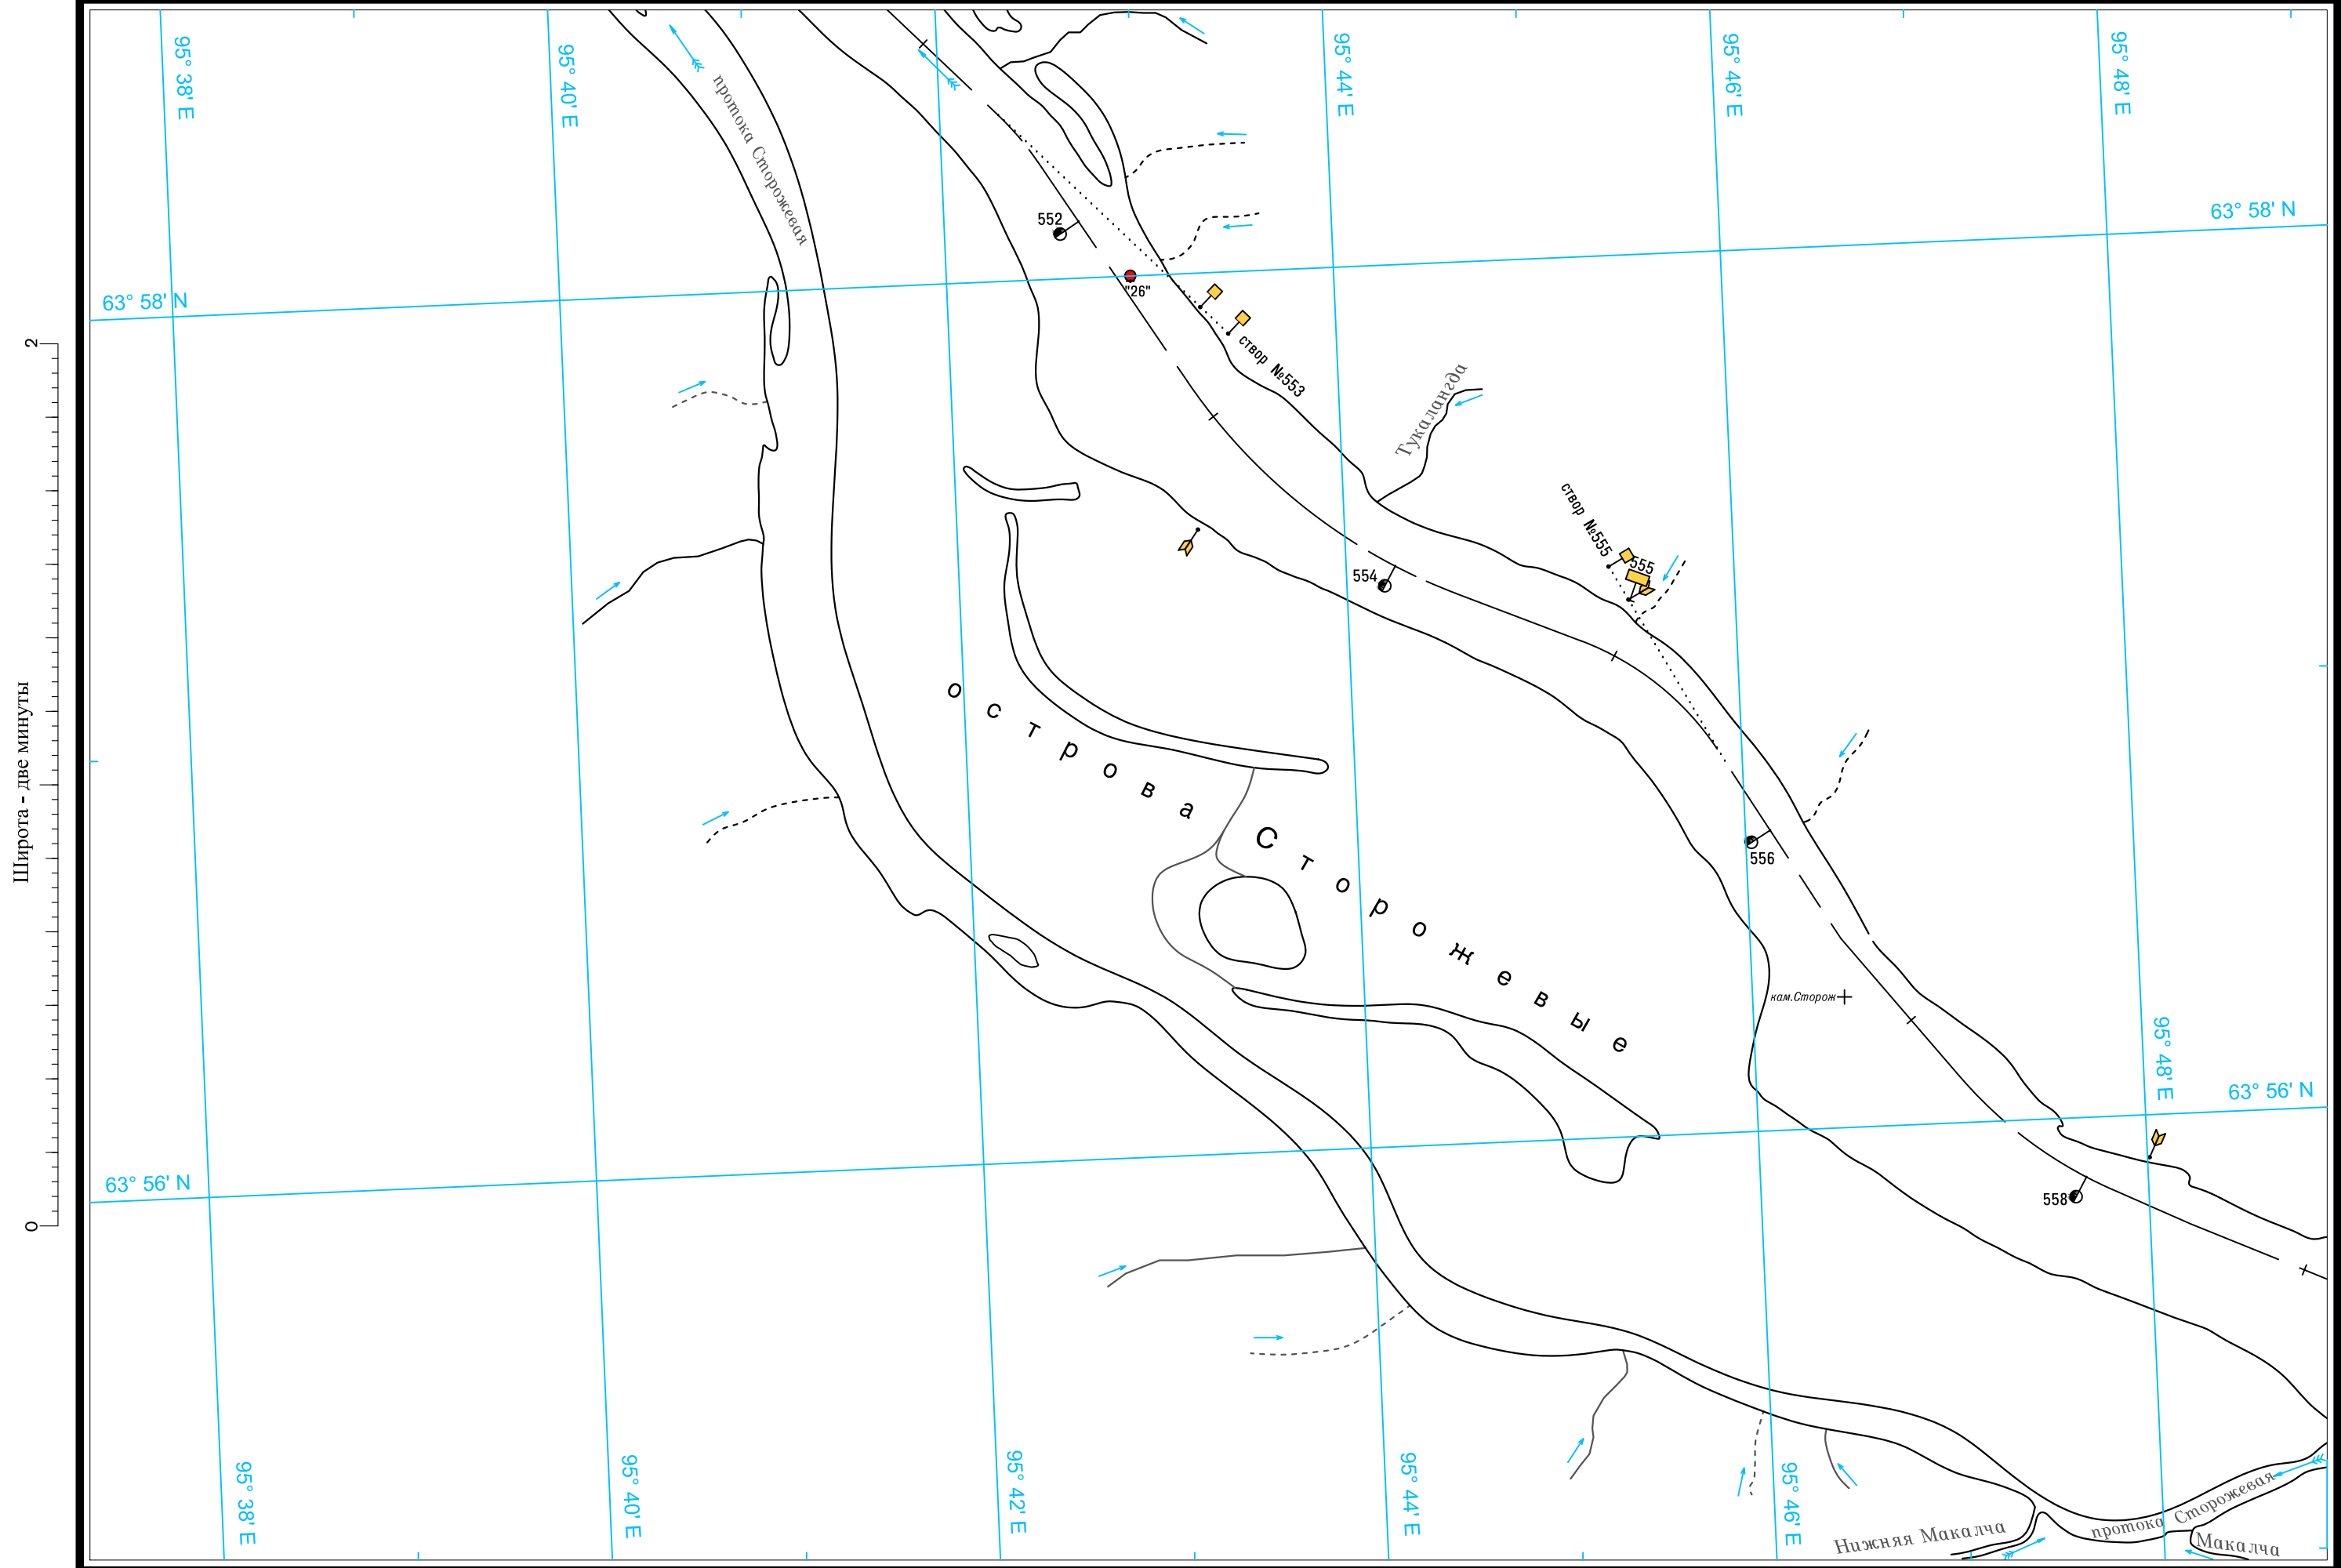 95° 38' E
95° 40' E
95° 44' E
95° 46' E
95° 48' E
протока Сторожевая
63° 58' N
552
63° 58' N
"26"
2
створ №553
Тукаланда
створ №555
555
554
острова Сторожевые
Широта - две минуты
556
кам.Сторож
95° 48' E
63° 56' N
63° 56' N
558
0
95° 38' E
95° 40' E
95° 42' E
95° 44' E
95° 46' E
Нижняя Макалча
протока Сторожевая
Макалча